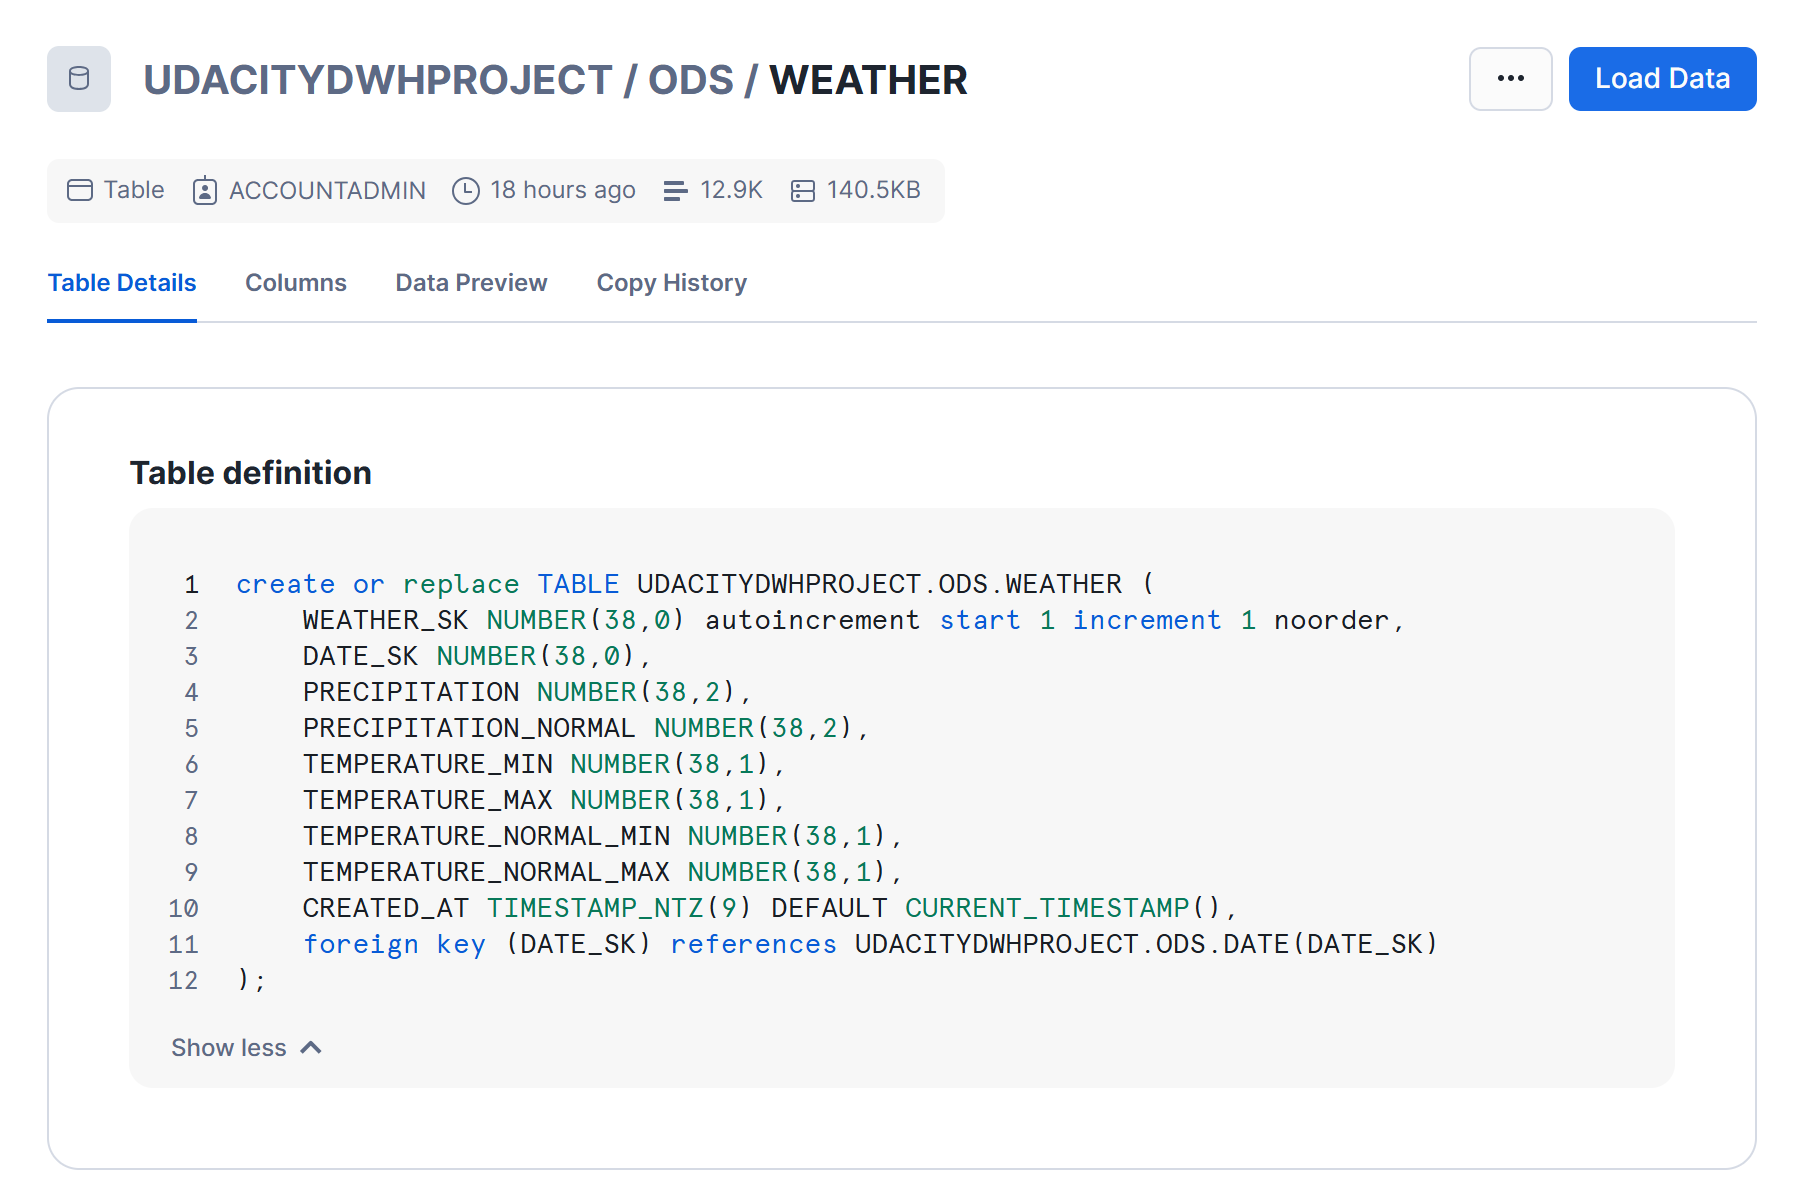 UDACITYDWHPROJECT / ODS / WEATHER
Load Data
Table ACCOUNTADMIN 18 hours ago 12.9K 140.5KB
Table Details Columns Data Preview Copy History
Table definition
1 create or replace TABLE UDACITYDWHPROJECT.ODS.WEATHER (
2 WEATHER_SK NUMBER(38,0) autoincrement start 1 increment 1 noorder,
3 DATE_SK NUMBER(38,0),
4 PRECIPITATION NUMBER(38,2),
5 PRECIPITATION_NORMAL NUMBER(38,2),
6 TEMPERATURE_MIN NUMBER(38,1),
7 TEMPERATURE_MAX NUMBER(38,1),
8 TEMPERATURE_NORMAL_MIN NUMBER(38,1),
9 TEMPERATURE_NORMAL_MAX NUMBER(38,1),
10 CREATED_AT TIMESTAMP_NTZ(9) DEFAULT CURRENT_TIMESTAMP(),
11 foreign key (DATE_SK) references UDACITYDWHPROJECT.ODS.DATE(DATE_SK)
12 );
Show less